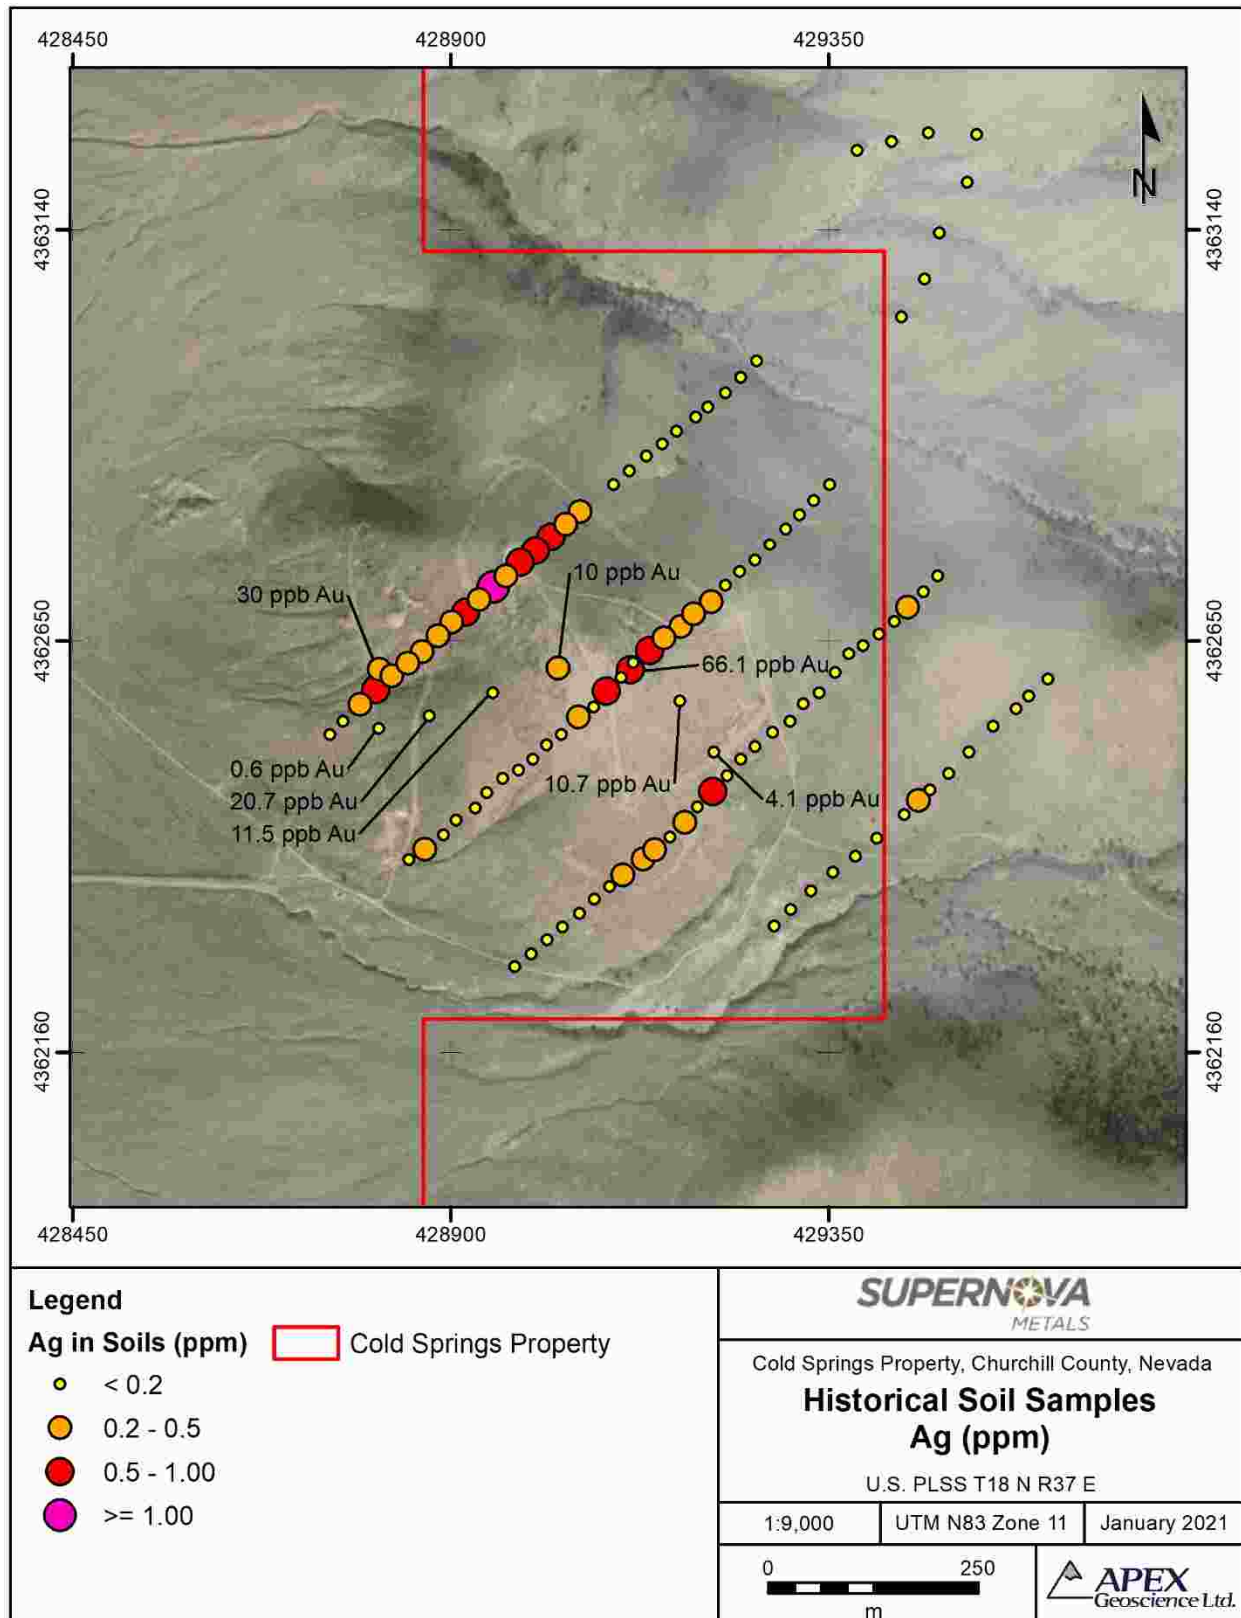 428450
428900
429350
N
4363140
4363140
10 ppb Au
30 ppb Au
4362650
4362650
66.1 ppb Au
0.6 ppb Au
10.7 ppb Au
20.7 ppb Au
4.1 ppb Au
11.5 ppb Au
4362160
4362160
428450
428900
429350
Legend
Ag in Soils (ppm)
Cold Springs Property
< 0.2
0.2 - 0.5
0.5 - 1.00
>= 1.00
SUPERNOVA
METALS
Cold Springs Property, Churchill County, Nevada
Historical Soil Samples
Ag (ppm)
U.S. PLSS T18 N R37 E
1:9,000
UTM N83 Zone 11
January 2021
0
250
m
APEX
Geoscience Ltd.